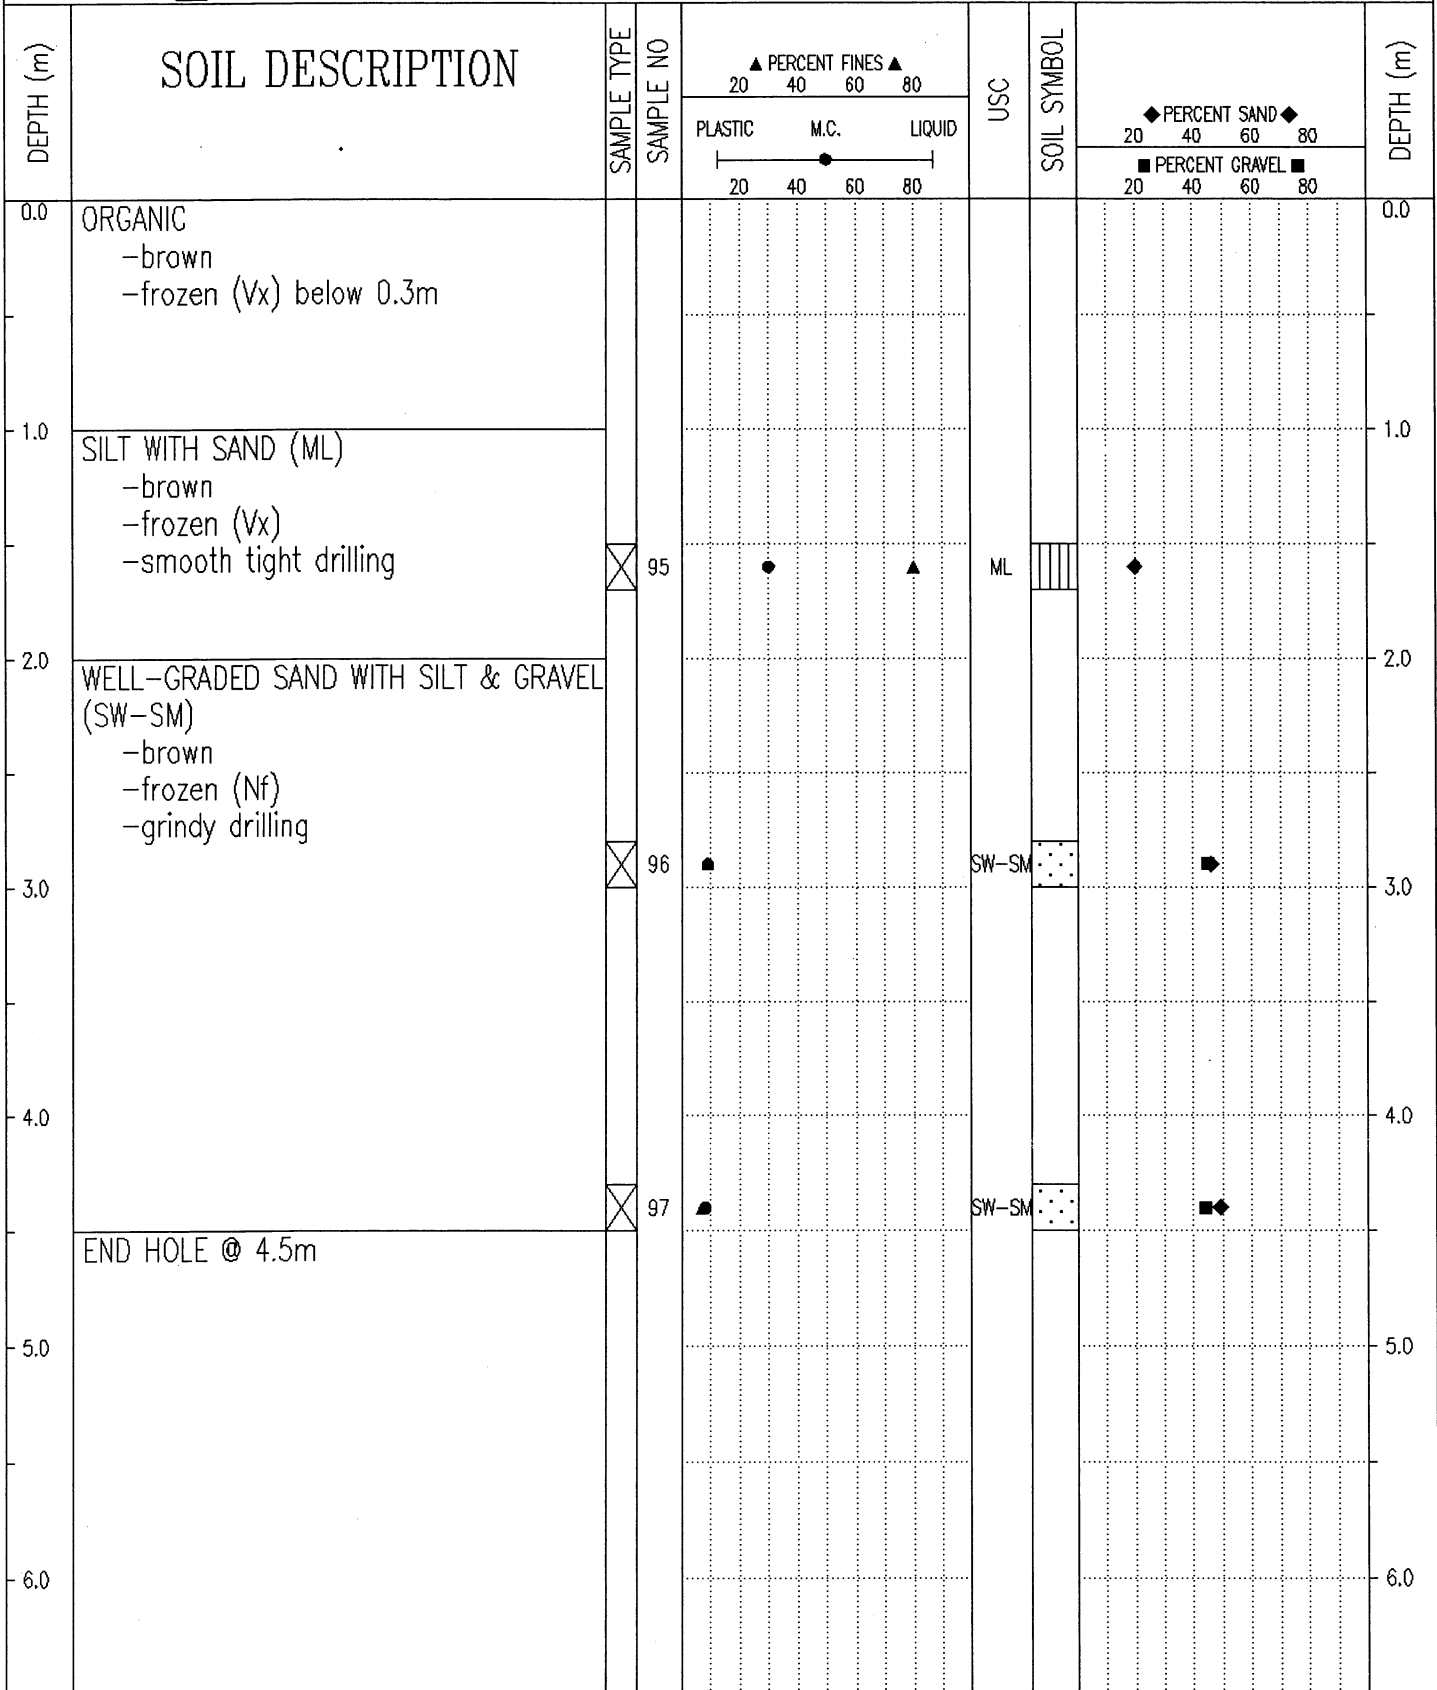 DEPTH (m)
SOIL DESCRIPTION
SAMPLE TYPE
SAMPLE NO
▲ PERCENT FINES ▲
20 40 60 80
PLASTIC M.C. LIQUID
20 40 60 80
USC
SOIL SYMBOL
◆ PERCENT SAND ◆
20 40 60 80
■ PERCENT GRAVEL ■
20 40 60 80
DEPTH (m)
0.0 ORGANIC 0.0
-brown
-frozen (Vx) below 0.3m
1.0 1.0
SILT WITH SAND (ML)
-brown
-frozen (Vx)
-smooth tight drilling 95 ML
2.0 2.0
WELL-GRADED SAND WITH SILT & GRAVEL
(SW-SM)
-brown
-frozen (Nf)
-grindy drilling
96 SW-SM
3.0 3.0
4.0 4.0
97 SW-SM
END HOLE @ 4.5m
5.0 5.0
6.0 6.0